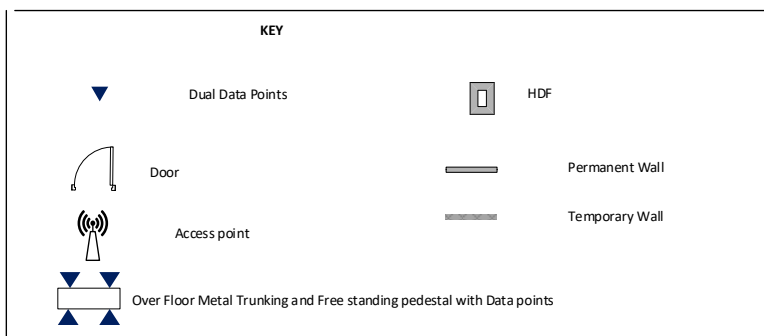 KEY
Dual Data Points
HDF
Door
Permanent Wall
Access point
Temporary Wall
Over Floor Metal Trunking and Free standing pedestal with Data points